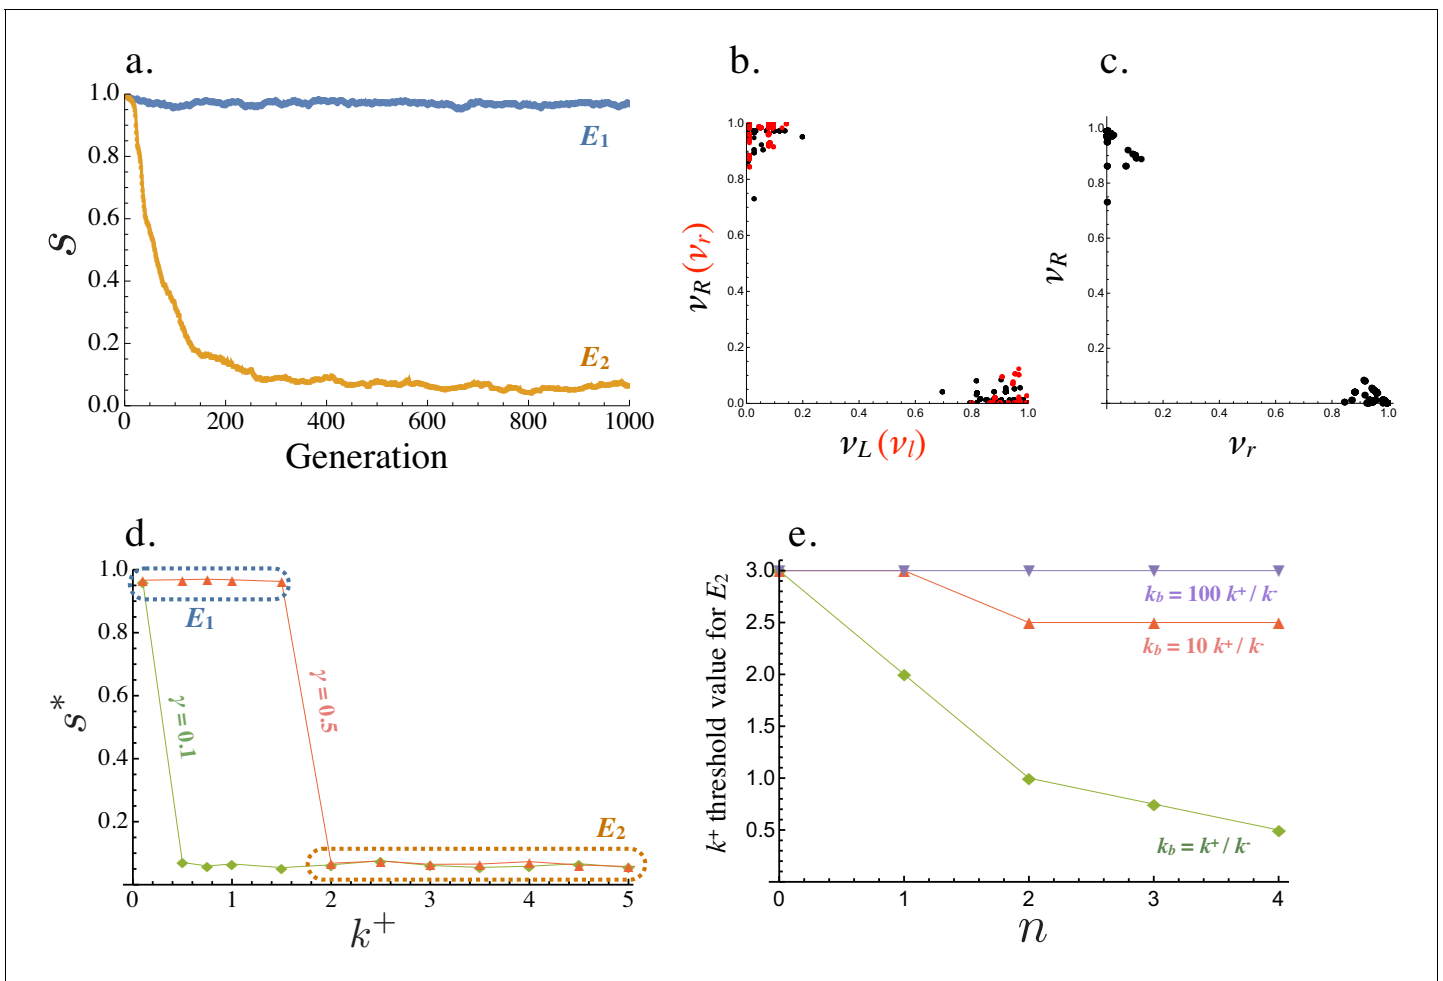 a.
1.0
0.8
0.6
0.4
0.2
0.0
s
E1
E2
0
200
400
600
800
1000
Generation
b.
1.0
0.8
0.6
0.4
0.2
0.0
νR (νr)
0.0
0.2
0.4
0.6
0.8
1.0
νL (νl)
c.
1.0
0.8
0.6
0.4
0.2
νR
0.2
0.4
0.6
0.8
1.0
νr
d.
1.0
0.8
0.6
0.4
0.2
s*
E1
γ = 0.1
γ = 0.5
E2
0
1
2
3
4
5
k+
e.
3.0
2.5
2.0
1.5
1.0
0.5
k+ threshold value for E2
kb = 100 k+ / k-
kb = 10 k+ / k-
kb = k+ / k-
0
1
2
3
4
n